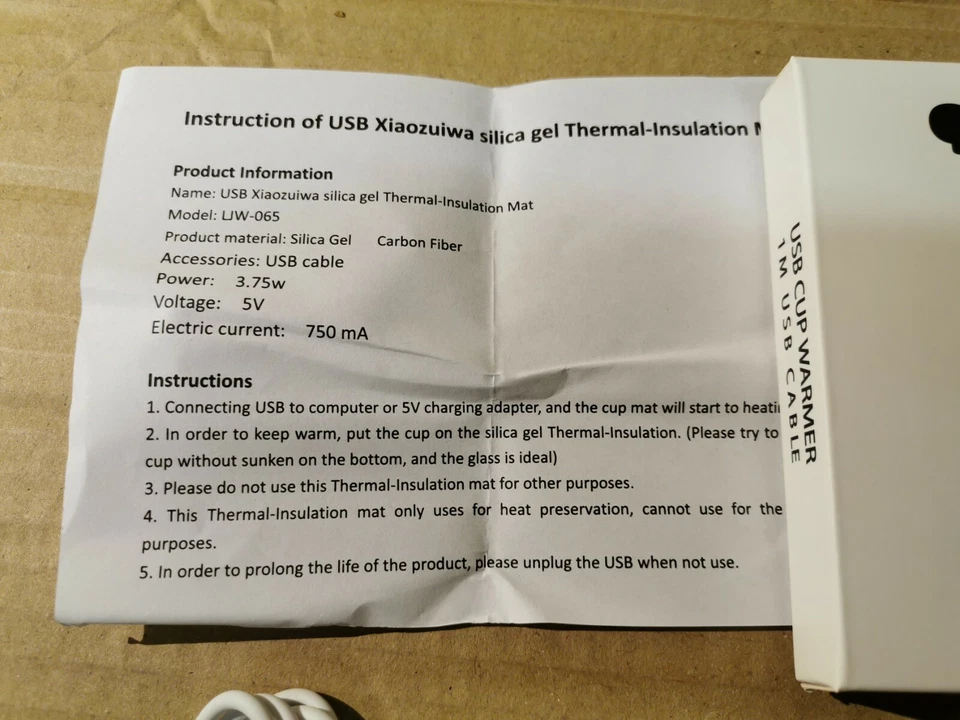 Instruction of USB Xiaozuiwa silica gel Thermal-Insulation
Product Information
Name: USB Xiaozuiwa silica gel Thermal-Insulation Mat
Model: LJW-065
Product material: Silica Gel Carbon Fiber
Accessories: USB cable
Power: 3.75w
Voltage: 5V
Electric current: 750 mA
Instructions
1. Connecting USB to computer or 5V charging adapter, and the cup mat will start to
2. In order to keep warm, put the cup on the silica gel Thermal-Insulation. (Please try to
cup without sunken on the bottom, and the glass is ideal)
3. Please do not use this Thermal-Insulation mat for other purposes.
4. This Thermal-Insulation mat only uses for heat preservation, cannot use for the
purposes.
5. In order to prolong the life of the product, please unplug the USB when not use.
USB CUP WARMER
1M USB CABLE